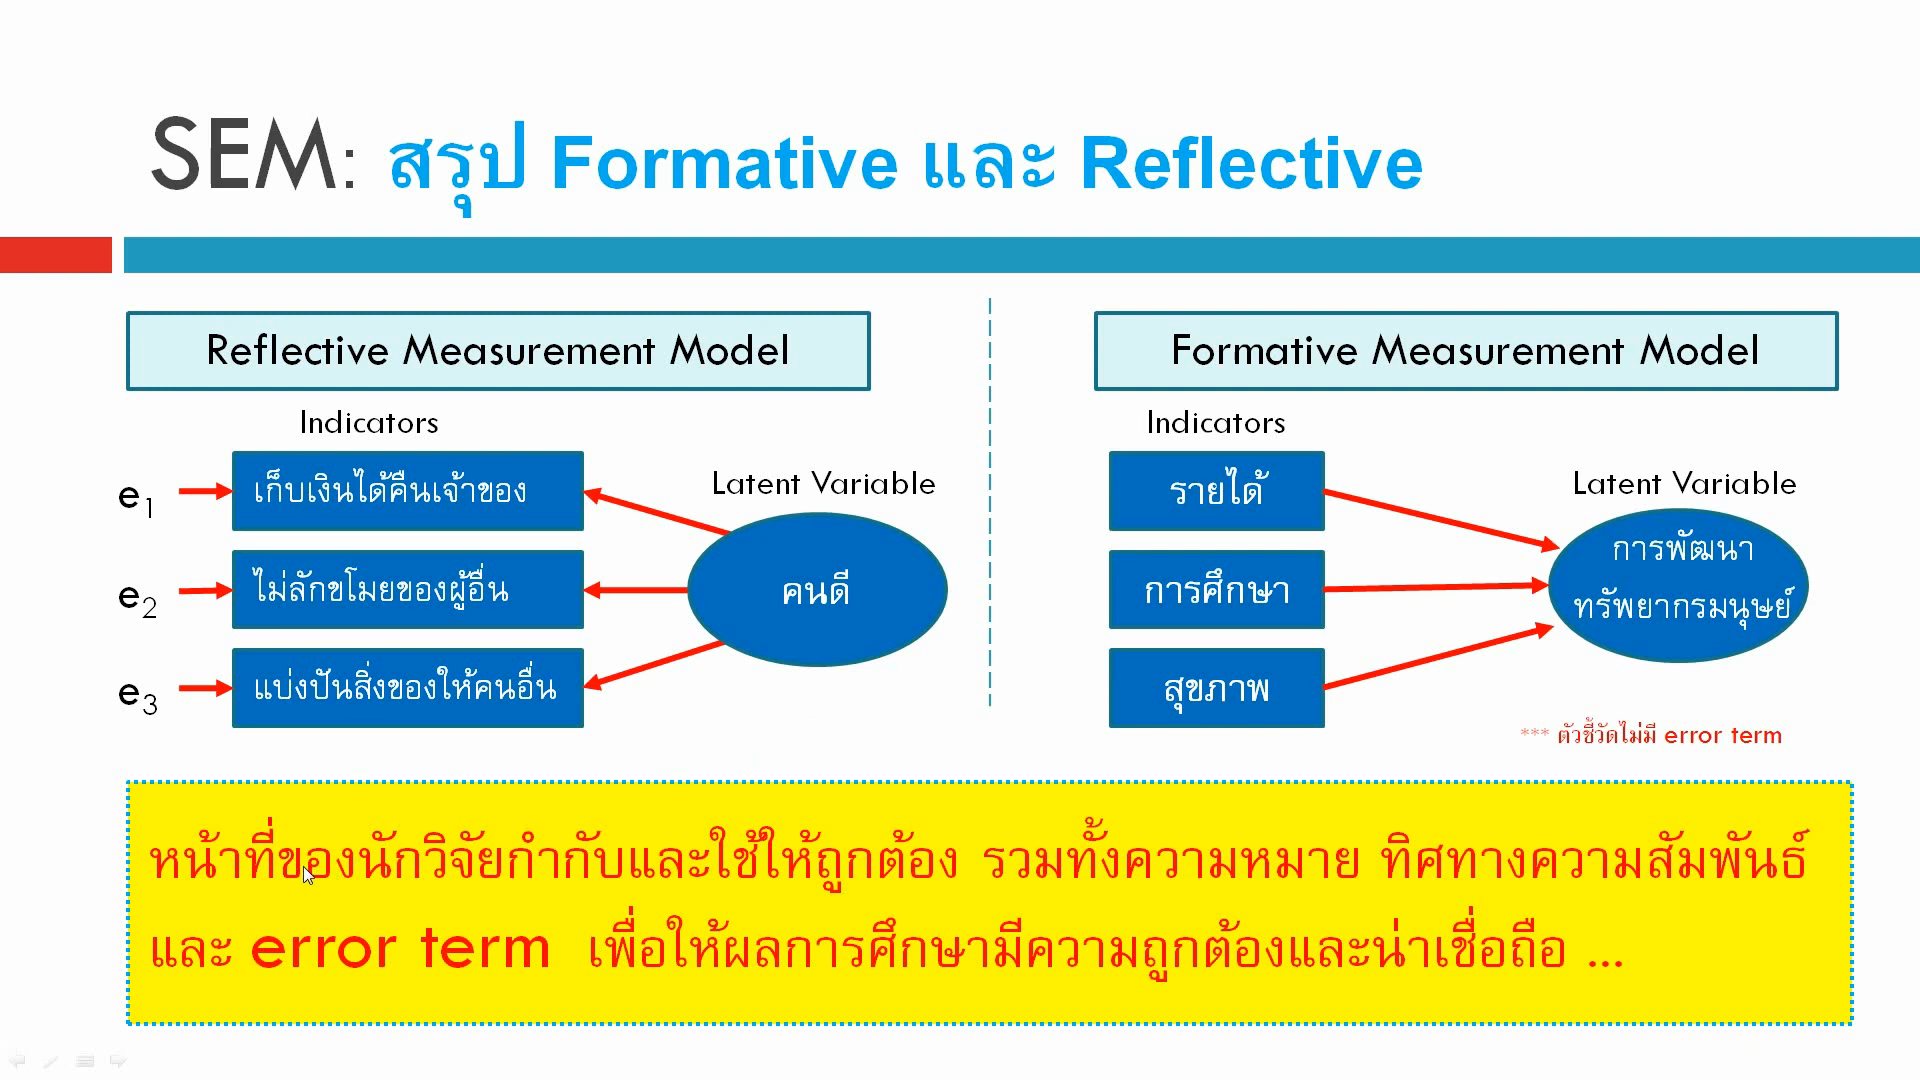 SEM: สรุป Formative และ Reflective
Reflective Measurement Model
Indicators
Latent Variable
e1
เก็บเงินได้คืนเจ้าของ
e2
ไม่ลักขโมยของผู้อื่น
คนดี
e3
แบ่งปันสิ่งของให้คนอื่น
Formative Measurement Model
Indicators
Latent Variable
รายได้
การศึกษา
สุขภาพ
การพัฒนา
ทรัพยากรมนุษย์
*** ตัวชี้วัดไม่มี error term
หน้าที่ของนักวิจัยกำกับและใช้ให้ถูกต้อง รวมทั้งความหมาย ทิศทางความสัมพันธ์
และ error term เพื่อให้ผลการศึกษามีความถูกต้องและน่าเชื่อถือ ...